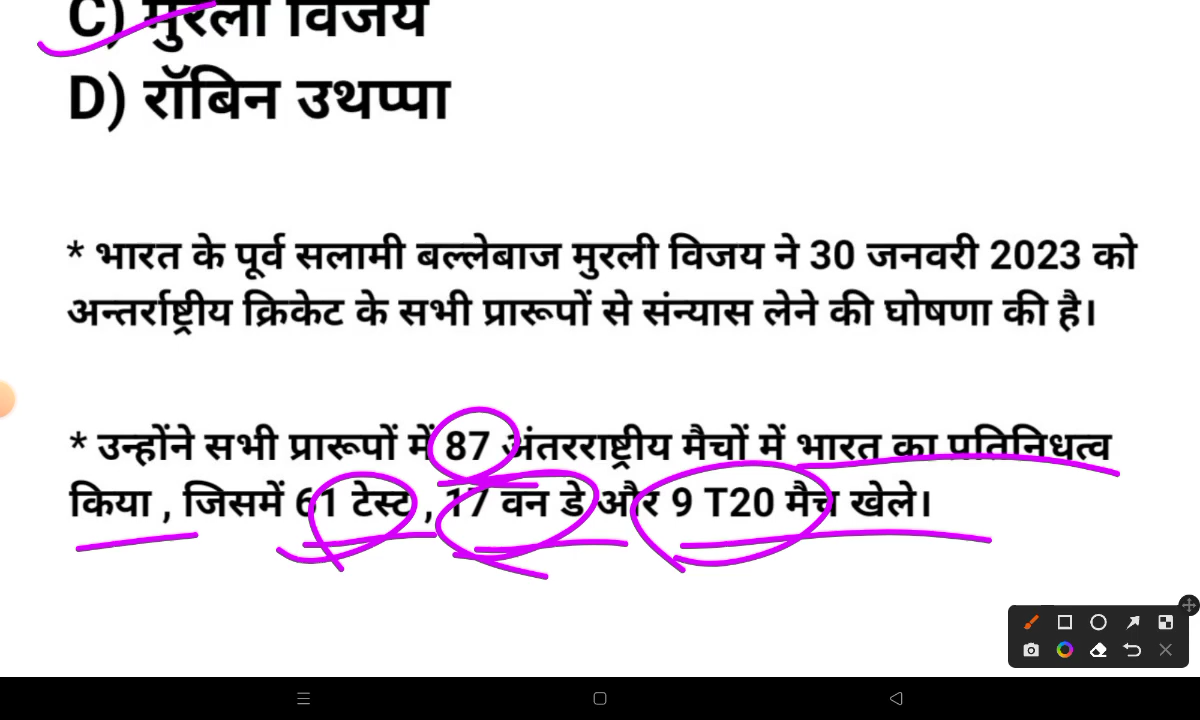 C) मुरली विजय
D) रॉबिन उथप्पा
* भारत के पूर्व सलामी बल्लेबाज मुरली विजय ने 30 जनवरी 2023 को
अन्तर्राष्ट्रीय क्रिकेट के सभी प्रारूपों से संन्यास लेने की घोषणा की है।
* उन्होंने सभी प्रारूपों में 87 अंतरराष्ट्रीय मैचों में भारत का प्रतिनिधत्व
किया , जिसमें 61 टेस्ट , 17 वन डे और 9 T20 मैच खेले।